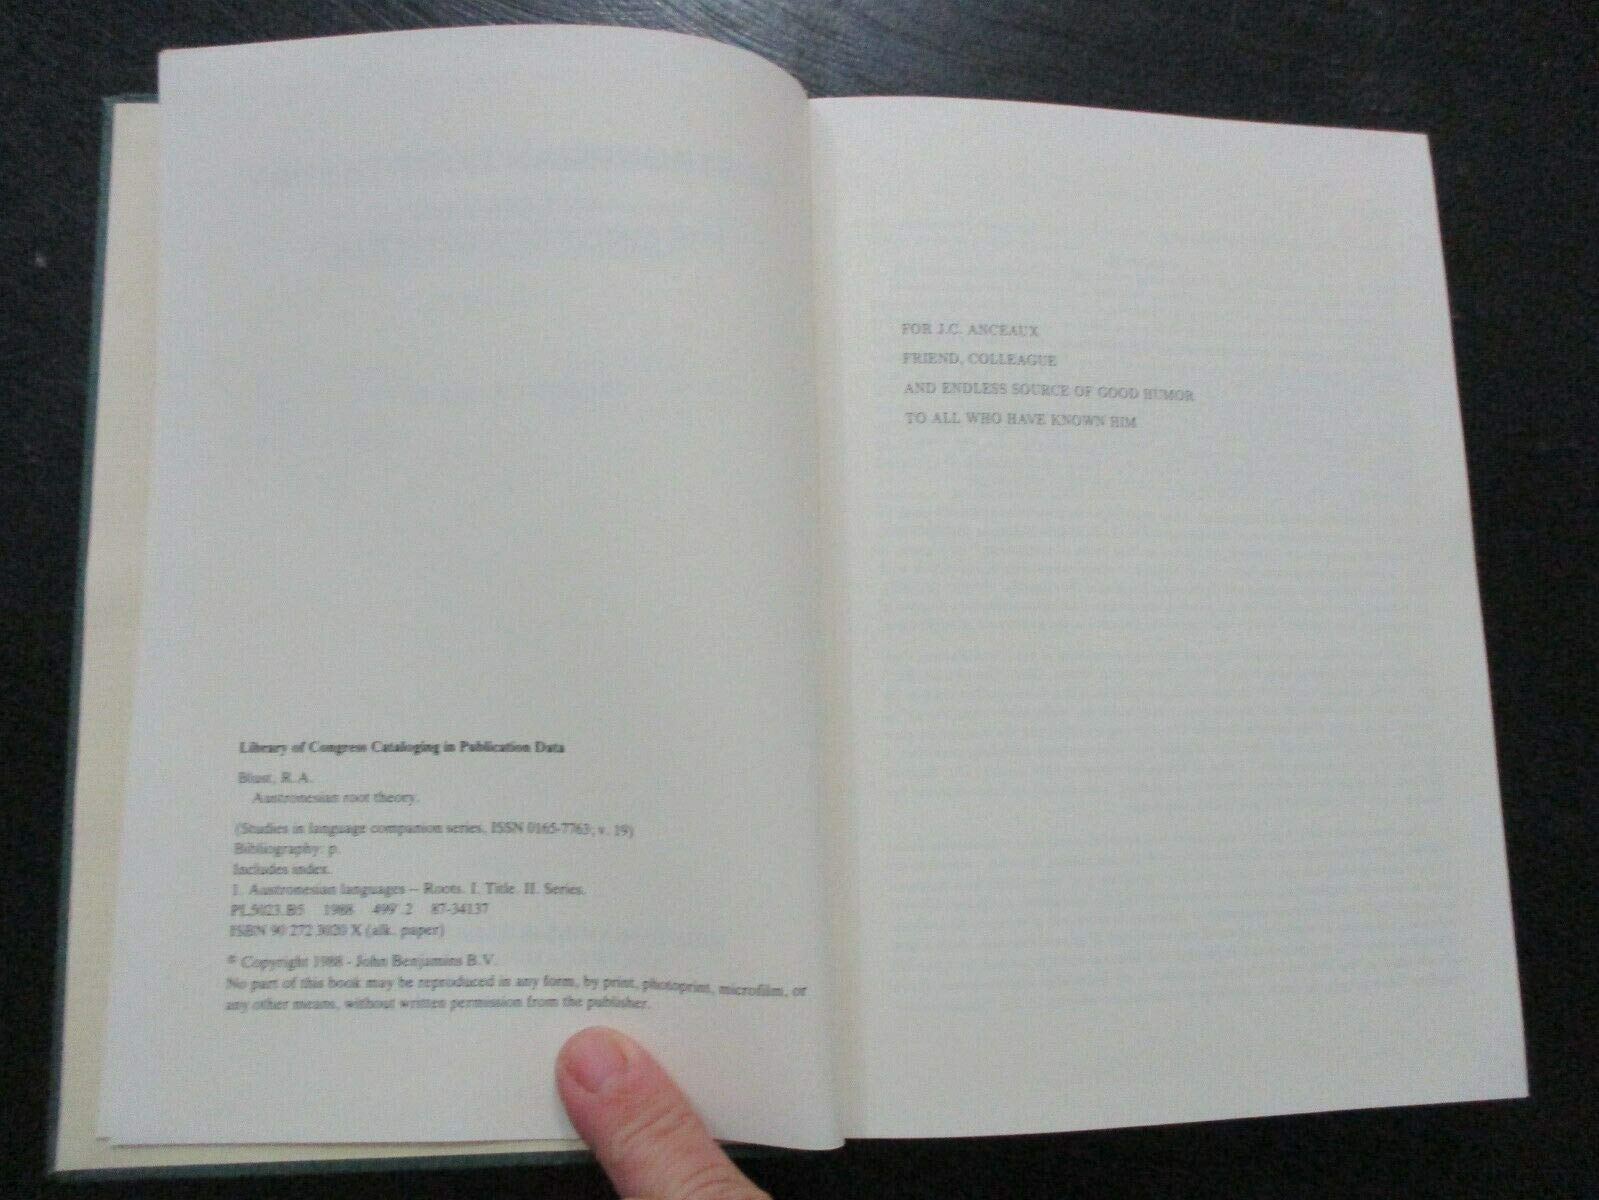 Library of Congress Cataloging in Publication Data
Blust, R.A.
Austronesian root theory.
(Studies in language companion series, ISSN 0165-7763; v. 19)
Bibliography: p.
Includes index.
1. Austronesian languages – Roots. I. Title. II. Series.
PL5023.B5 1988 499'.2 87-34137
ISBN 90 272 3020 X (alk. paper)
© Copyright 1988 - John Benjamins B.V.
No part of this book may be reproduced in any form, by print, photoprint, microfilm, or
any other means, without written permission from the publisher.
FOR J.C. ANCEAUX
FRIEND, COLLEAGUE
AND ENDLESS SOURCE OF GOOD HUMOR
TO ALL WHO HAVE KNOWN HIM